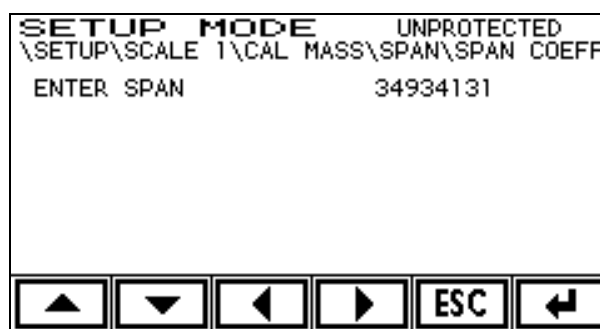 SETUP MODE UNPROTECTED
\SETUP\SCALE 1\CAL MASS\SPAN\SPAN COEFF
ENTER SPAN 34934131
ESC